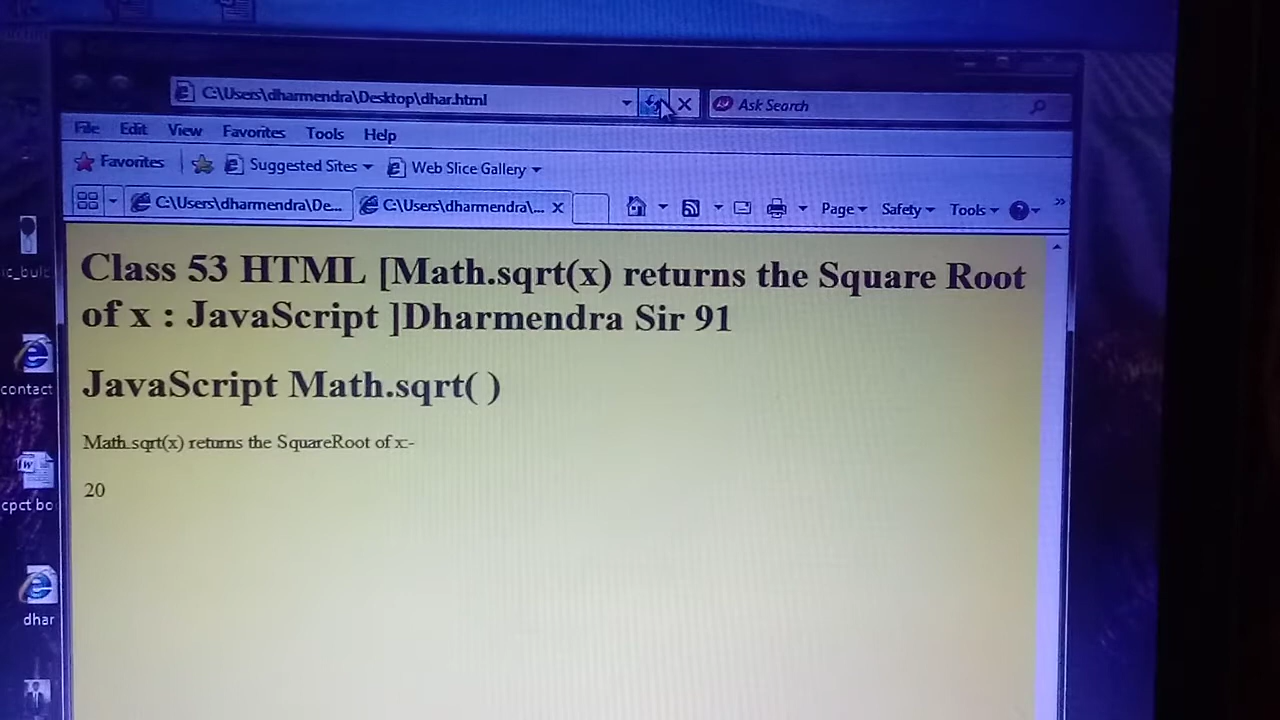 C:\Users\dharmendra\Desktop\dhar.html
Ask Search
File Edit View Favorites Tools Help
Favorites Suggested Sites Web Slice Gallery
C:\Users\dharmendra\De... C:\Users\dharmendra\... Page Safety Tools
Class 53 HTML [Math.sqrt(x) returns the Square Root
of x : JavaScript ]Dharmendra Sir 91
JavaScript Math.sqrt( )
Math.sqrt(x) returns the SquareRoot of x:-
20
ic_bulb
contact
cpct bo
dhar